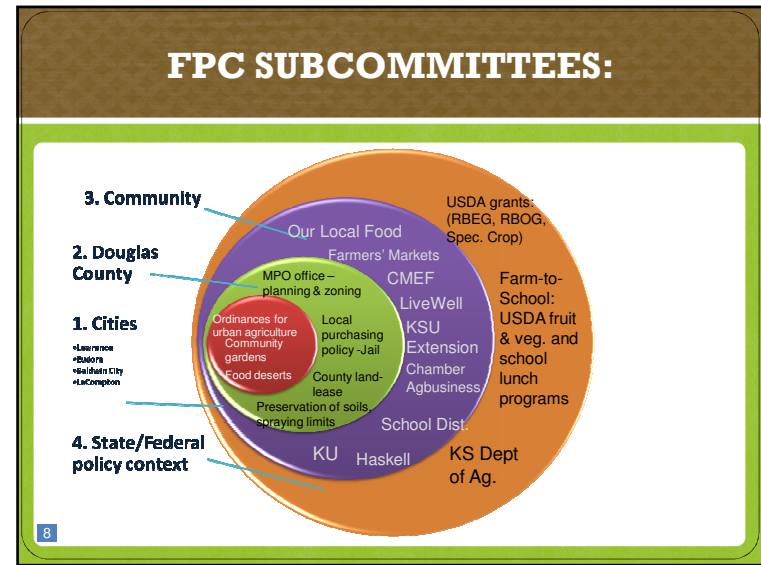 FPC SUBCOMMITTEES:
3. Community
2. Douglas
County
1. Cities
•Lawrence
•Eudora
•Baldwin City
•LeCompton
4. State/Federal
policy context
Ordinances for
urban agriculture
Community
gardens
Food deserts
MPO office –
planning & zoning
Local
purchasing
policy -Jail
County land-
lease
Preservation of soils,
spraying limits
Our Local Food
Farmers' Markets
CMEF
LiveWell
KSU
Extension
Chamber
Agbusiness
School Dist.
Haskell
KU
USDA grants:
(RBEG, RBOG,
Spec. Crop)
Farm-to-
School:
USDA fruit
& veg. and
school
lunch
programs
KS Dept
of Ag.
8